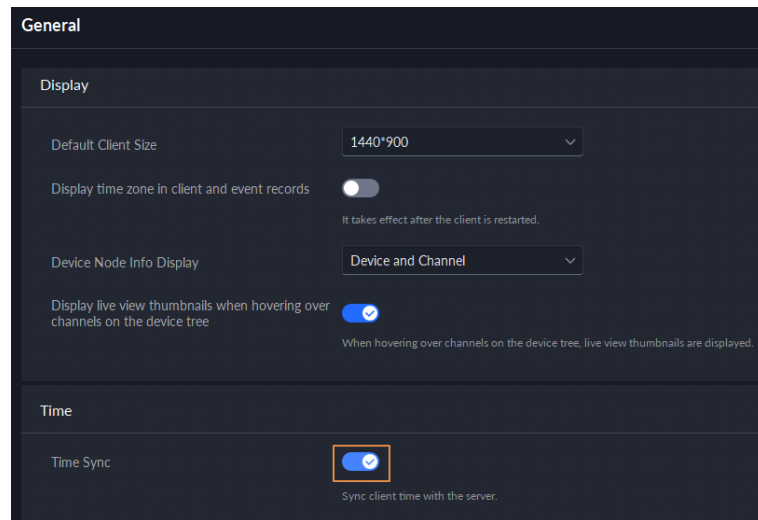 General
Display
Default Client Size
1440*900
Display time zone in client and event records
It takes effect after the client is restarted.
Device Node Info Display
Device and Channel
Display live view thumbnails when hovering over
channels on the device tree
When hovering over channels on the device tree, live view thumbnails are displayed.
Time
Time Sync
Sync client time with the server.